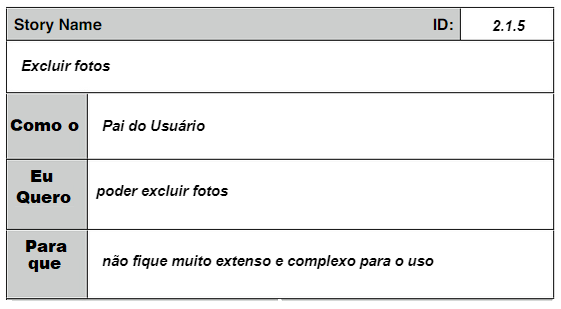 Story Name ID: 2.1.5
Excluir fotos
Como o Pai do Usuário
Eu
Quero poder excluir fotos
Para
que não fique muito extenso e complexo para o uso